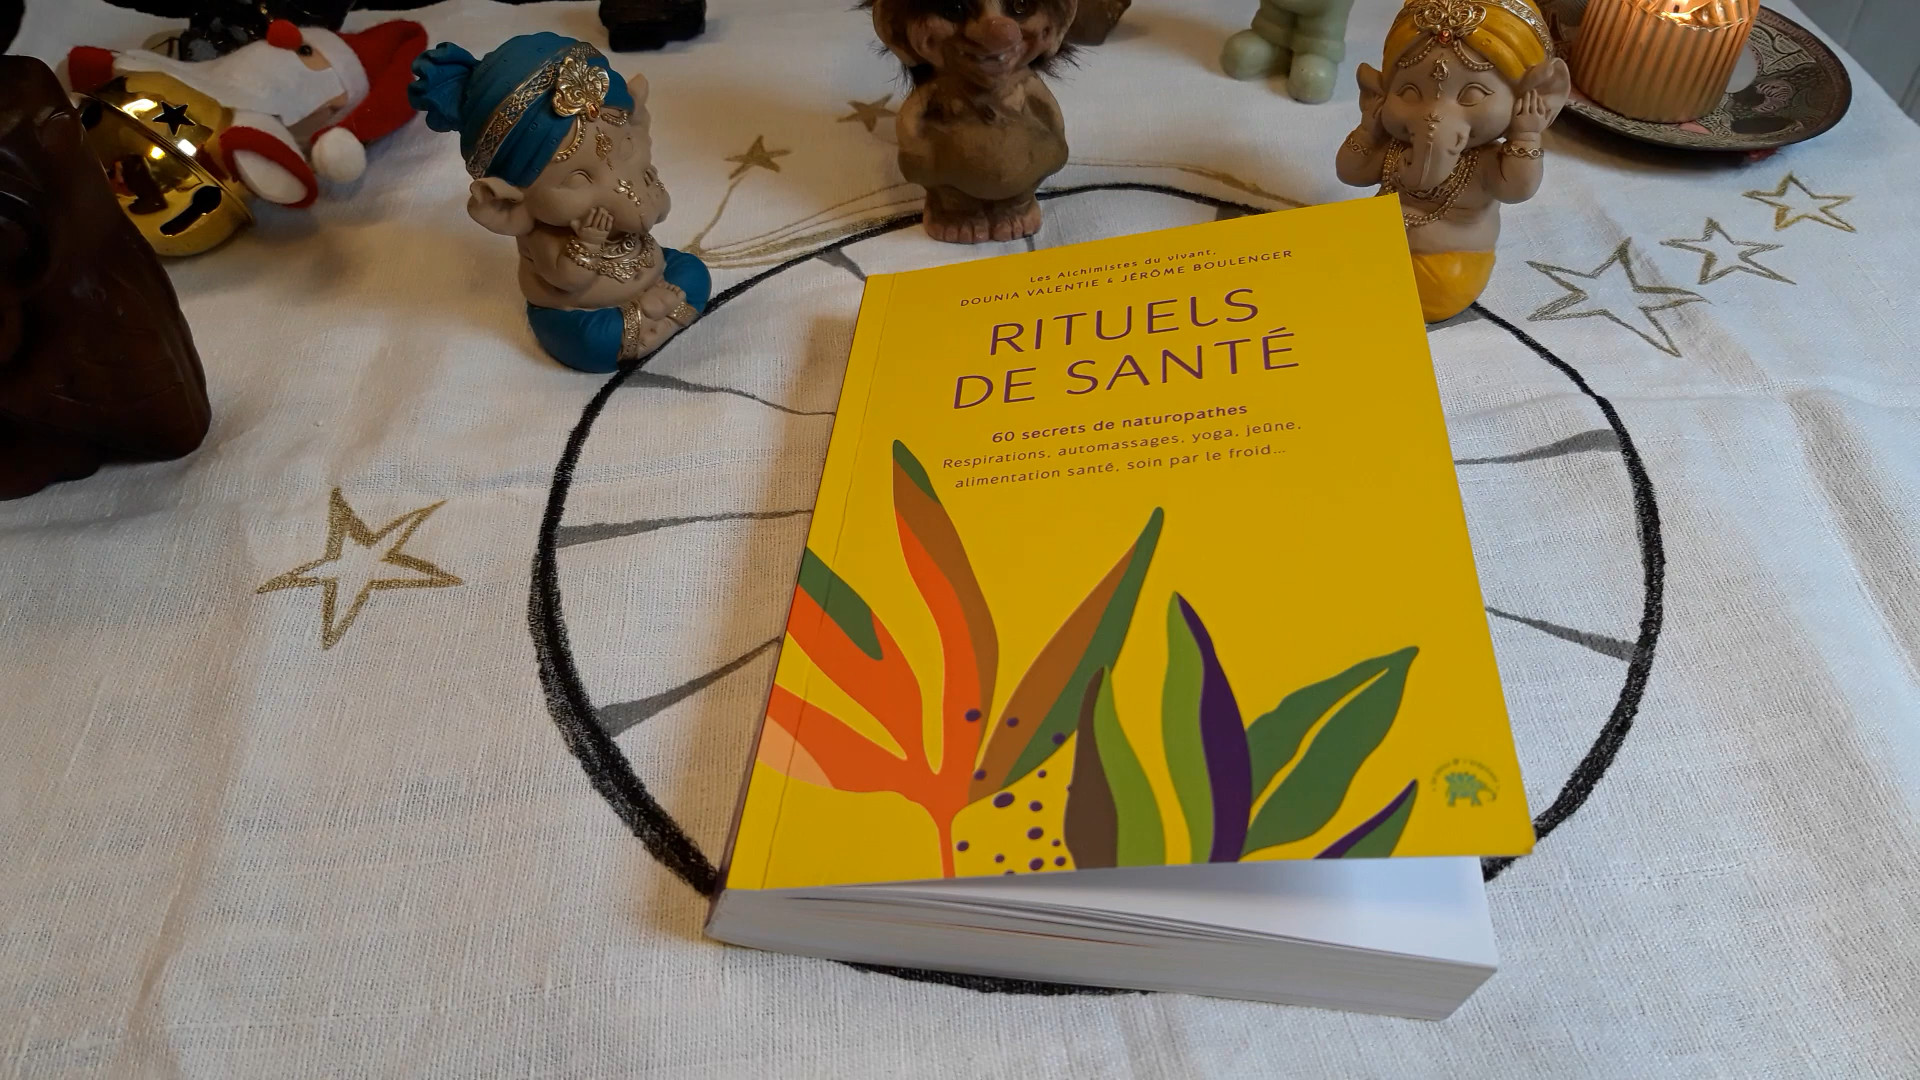 Les Alchimistes du vivant,
DOUNIA VALENTIE & JÉRÔME BOULENGER
RITUELS
DE SANTÉ
60 secrets de naturopathes
Respirations, automassages, yoga, jeûne,
alimentation santé, soin par le froid...